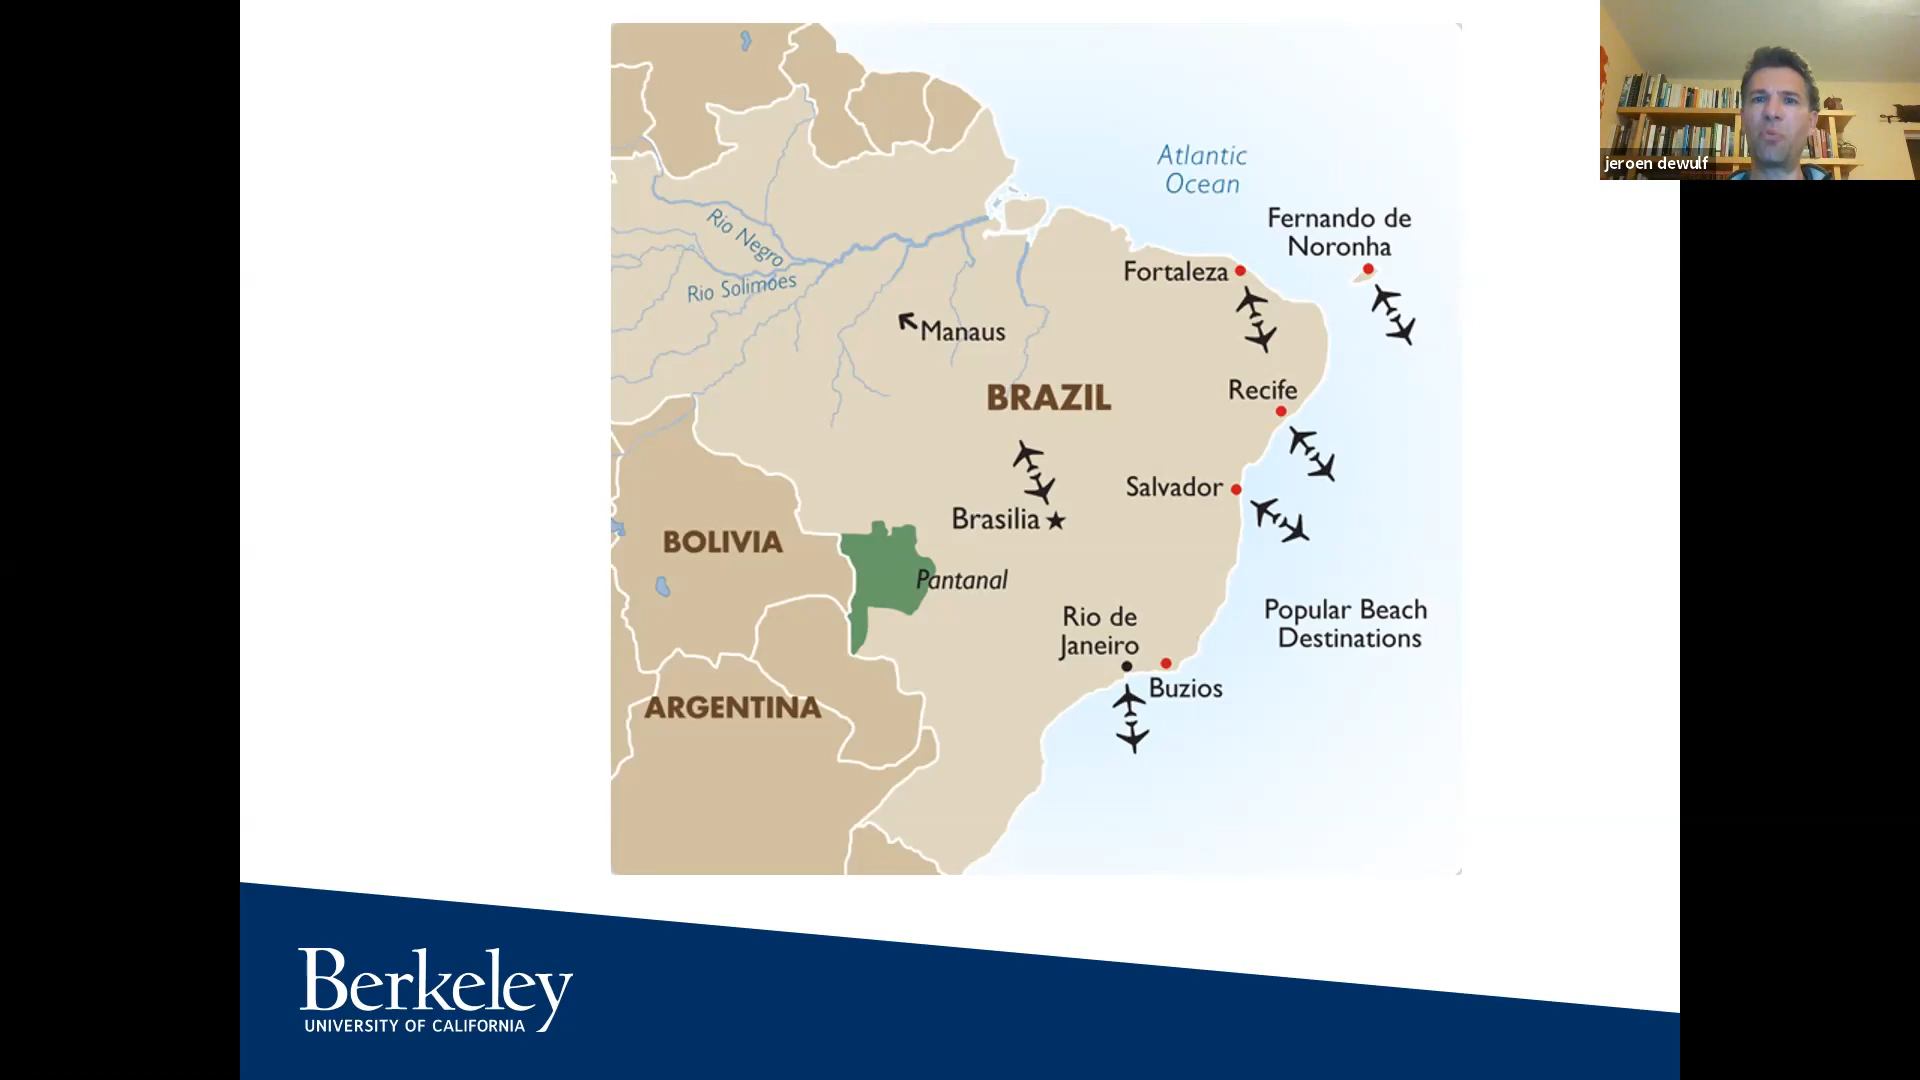 jeroen dewulf
Atlantic
Ocean
Fernando de
Noronha
Rio Negro
Rio Solimoes
Fortaleza
Manaus
BRAZIL
Recife
Salvador
Brasilia
BOLIVIA
Pantanal
Rio de
Janeiro
Popular Beach
Destinations
Buzios
ARGENTINA
Berkeley
UNIVERSITY OF CALIFORNIA